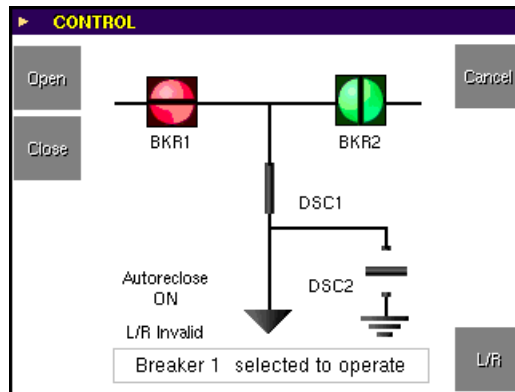 CONTROL
Open
Cancel
Close
BKR1
BKR2
DSC1
DSC2
Autoreclose
ON
L/R Invalid
Breaker 1 selected to operate
L/R